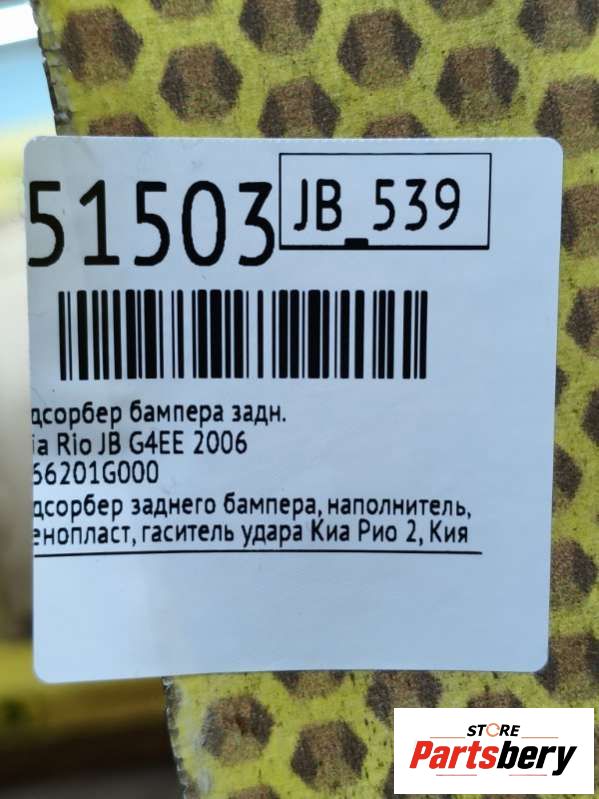 51503
JB_539
дсорбер бампера задн.
ia Rio JB G4EE 2006
66201G000
дсорбер заднего бампера, наполнитель,
енопласт, гаситель удара Киа Рио 2, Кия
STORE
Partsbery